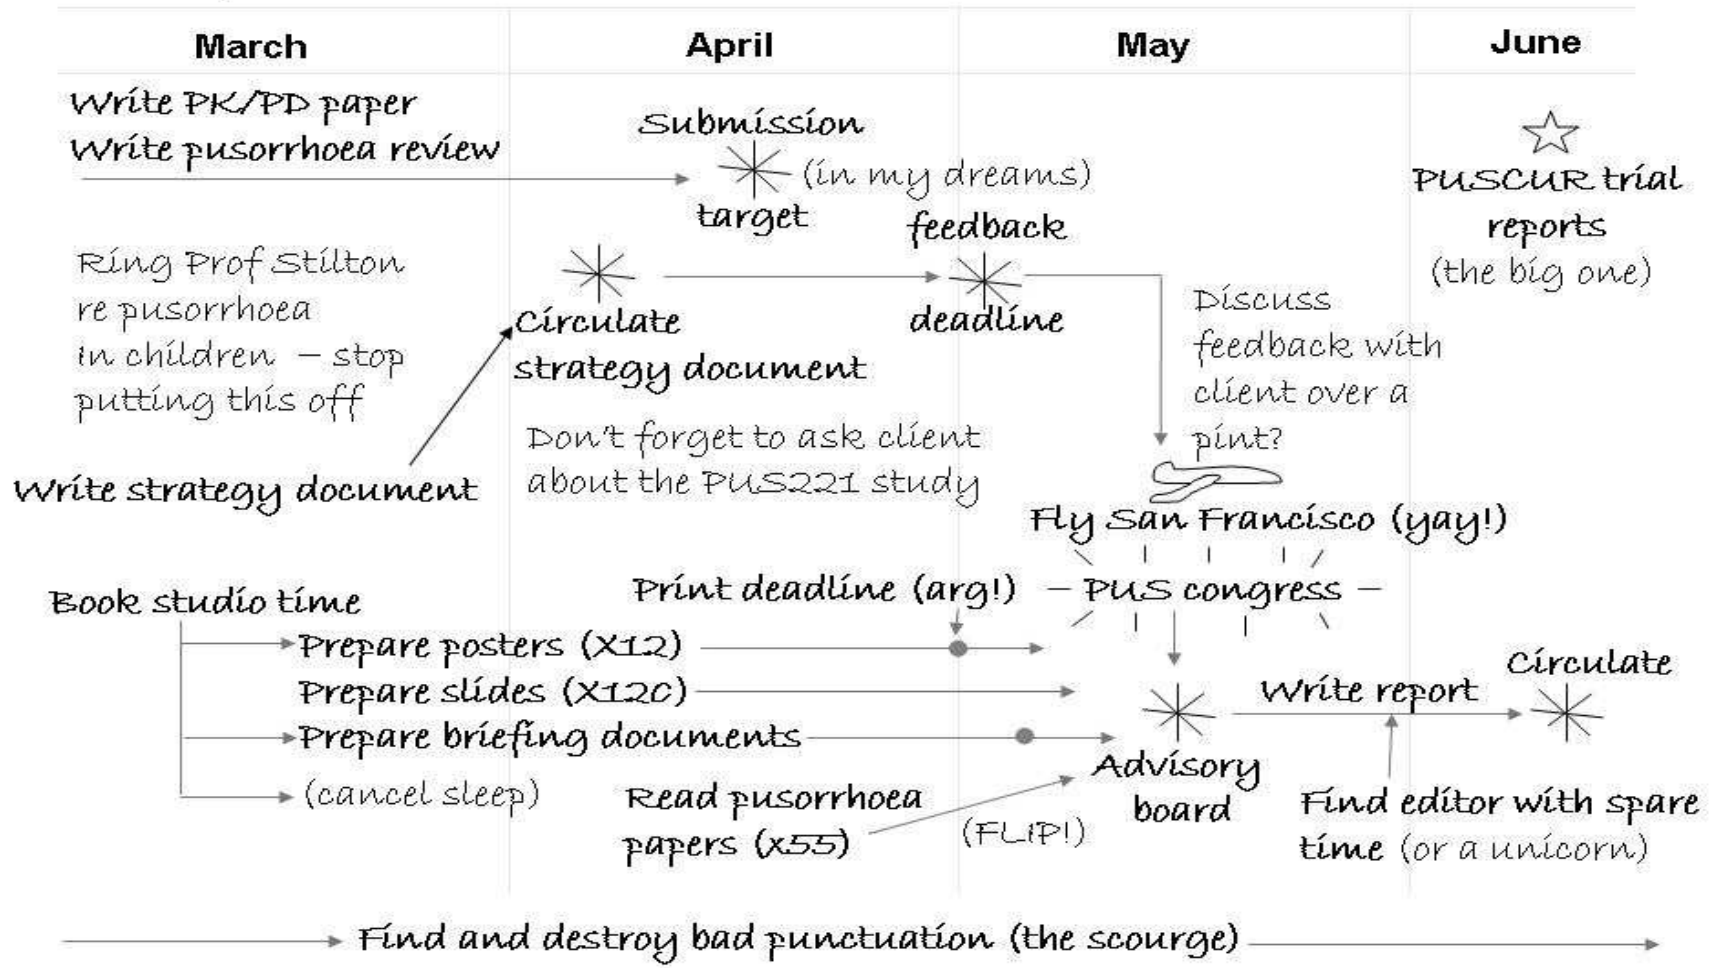 March
April
May
June
Write PK/PD paper
Write pusorrhoea review
Submission
target
(in my dreams)
PUSCUR trial
reports
(the big one)
Ring Prof Stilton
re pusorrhoea
in children – stop
putting this off
Circulate
strategy document
feedback
deadline
Discuss
feedback with
client over a
pint?
Write strategy document
Don't forget to ask client
about the PUS221 study
Fly San Francisco (yay!)
PUS congress
Book studio time
Print deadline (arg!)
Prepare posters (X12)
Prepare slides (X120)
Prepare briefing documents
(cancel sleep)
Read pusorrhoea
papers (x55)
(FLIP!)
Advisory
board
Write report
Circulate
Find editor with spare
time (or a unicorn)
Find and destroy bad punctuation (the scourge)